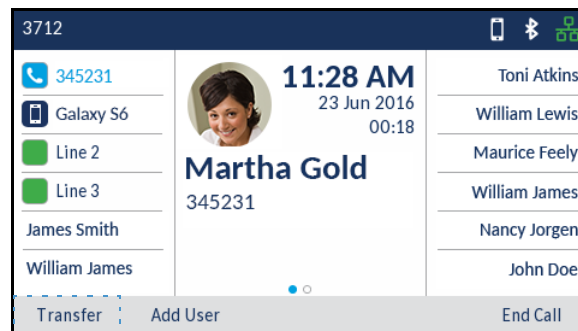 3712
345231
Galaxy S6
Line 2
Line 3
James Smith
William James
11:28 AM
23 Jun 2016
00:18
Martha Gold
345231
Toni Atkins
William Lewis
Maurice Feely
William James
Nancy Jorgen
John Doe
Transfer Add User End Call